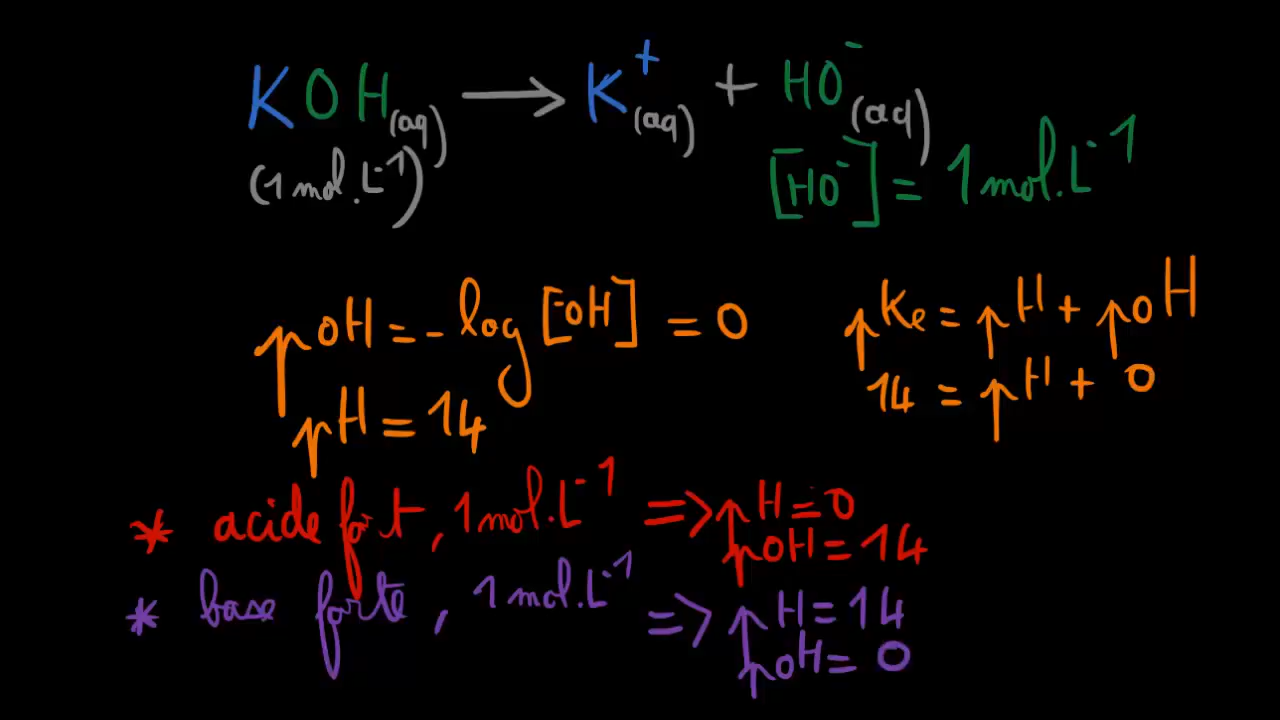 KOH(aq) → K⁺(aq) + HO⁻(aq)
(1 mol.L⁻¹) [HO⁻] = 1 mol.L⁻¹
pOH = - log [⁻OH] = 0
pKe = pH + pOH
14 = pH + 0
pH = 14
* acide fort, 1 mol.L⁻¹ => pH = 0
pOH = 14
* base forte, 1 mol.L⁻¹ => pH = 14
pOH = 0